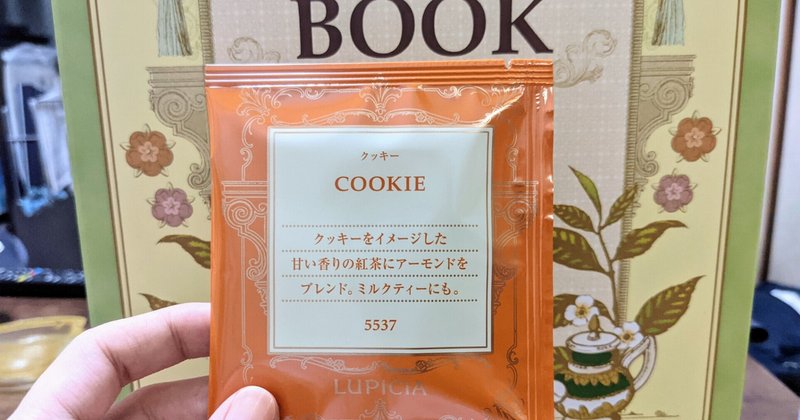 BOOK
クッキー
COOKIE
クッキーをイメージした
甘い香りの紅茶にアーモンドを
ブレンド。ミルクティーにも。
5537
LUPICIA